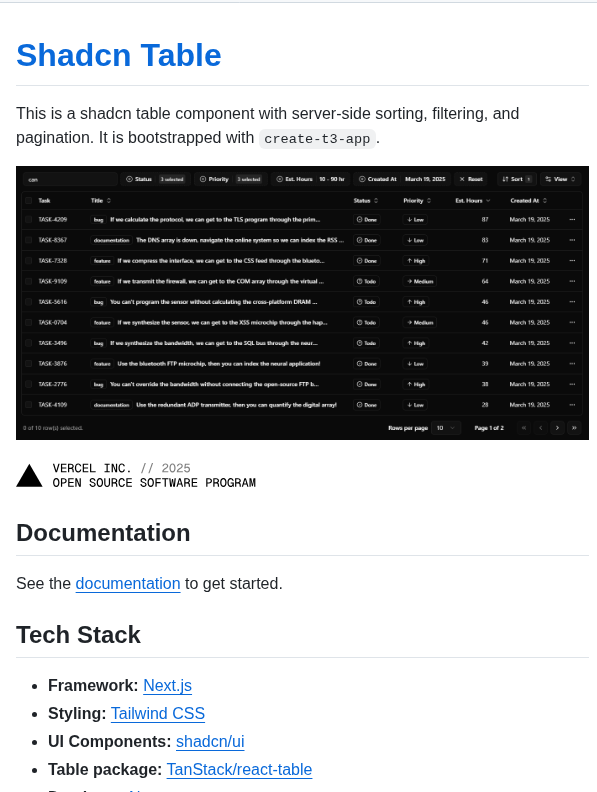 Shadcn Table
This is a shadcn table component with server-side sorting, filtering, and
pagination. It is bootstrapped with create-t3-app.
can Status 3 selected Priority 3 selected Est. Hours 10 - 90 hr Created At March 19, 2025 Reset Sort 1 View
Task Title Status Priority Est. Hours Created At
TASK-4209 bug If we calculate the protocol, we can get to the TLS program through the prim... Done Low 87 March 19, 2025
TASK-8367 documentation The DNS array is down, navigate the online system so we can index the RSS ... Done Low 83 March 19, 2025
TASK-7328 feature If we compress the interface, we can get to the CSS feed through the blueto... Done High 71 March 19, 2025
TASK-9109 feature If we transmit the firewall, we can get to the COM array through the virtual ... Todo Medium 64 March 19, 2025
TASK-5616 bug You can't program the sensor without calculating the cross-platform DRAM ... Todo High 46 March 19, 2025
TASK-0704 feature If we synthesize the sensor, we can get to the XSS microchip through the hap... Todo Medium 46 March 19, 2025
TASK-3496 bug If we synthesize the bandwidth, we can get to the SQL bus through the neur... Todo High 42 March 19, 2025
TASK-3876 feature Use the bluetooth FTP microchip, then you can index the neural application! Done Low 39 March 19, 2025
TASK-2776 bug You can't override the bandwidth without connecting the open-source FTP b... Done High 38 March 19, 2025
TASK-4109 documentation Use the redundant ADP transmitter, then you can quantify the digital array! Done Low 28 March 19, 2025
0 of 10 row(s) selected. Rows per page 10 Page 1 of 2
VERCEL INC. // 2025
OPEN SOURCE SOFTWARE PROGRAM
Documentation
See the documentation to get started.
Tech Stack
• Framework: Next.js
• Styling: Tailwind CSS
• UI Components: shadcn/ui
• Table package: TanStack/react-table